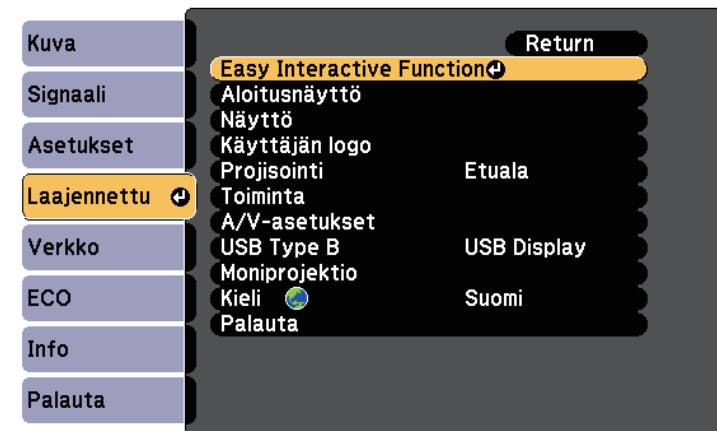 Kuva
Signaali
Asetukset
Laajennettu
Verkko
ECO
Info
Palauta
Return
Easy Interactive Function
Aloitusnäyttö
Näyttö
Käyttäjän logo
Projisointi Etuala
Toiminta
A/V-asetukset
USB Type B USB Display
Moniprojektio
Kieli Suomi
Palauta